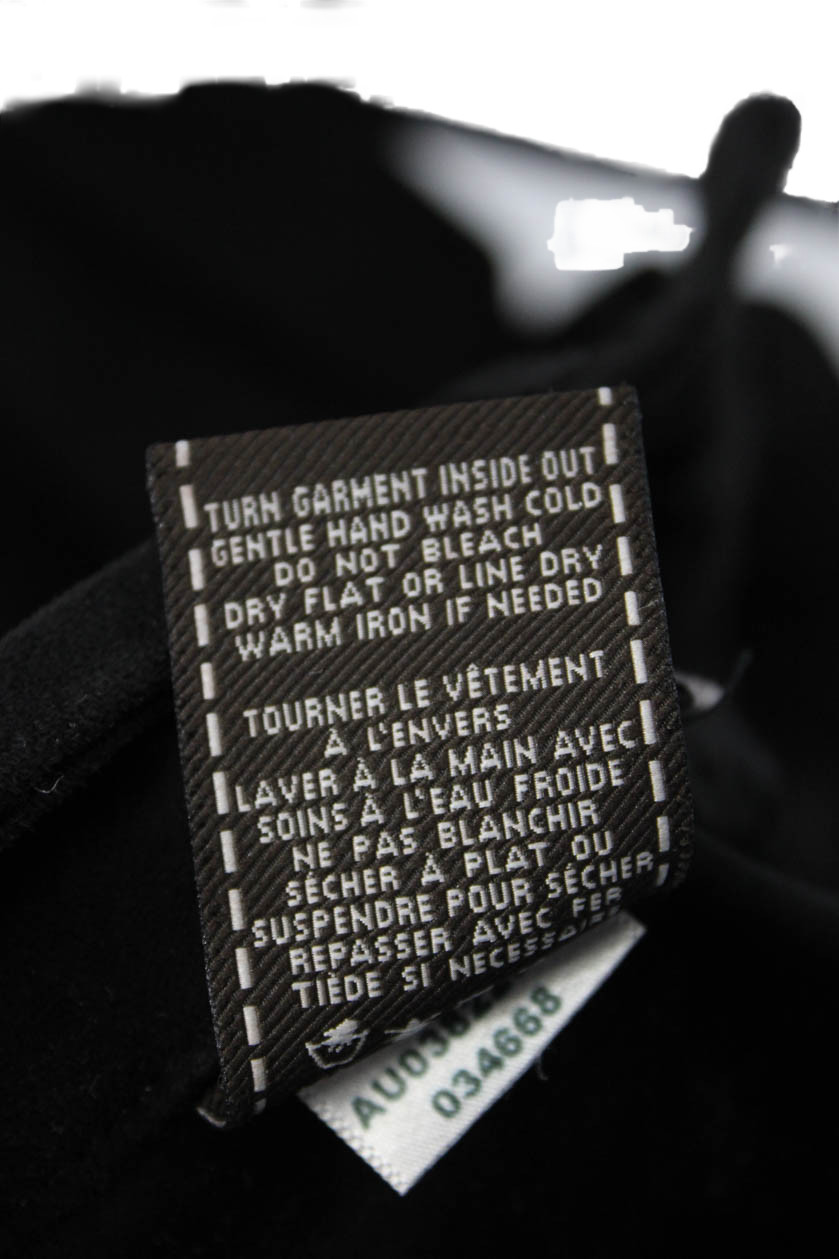 TURN GARMENT INSIDE OUT
GENTLE HAND WASH COLD
DO NOT BLEACH
DRY FLAT OR LINE DRY
WARM IRON IF NEEDED
TOURNER LE VÊTEMENT
À L'ENVERS
LAVER À LA MAIN AVEC
SOINS À L'EAU FROIDE
NE PAS BLANCHIR
SÉCHER À PLAT OU
SUSPENDRE POUR SÉCHER
REPASSER AVEC FER
TIÈDE SI NECESSAIRE
034668